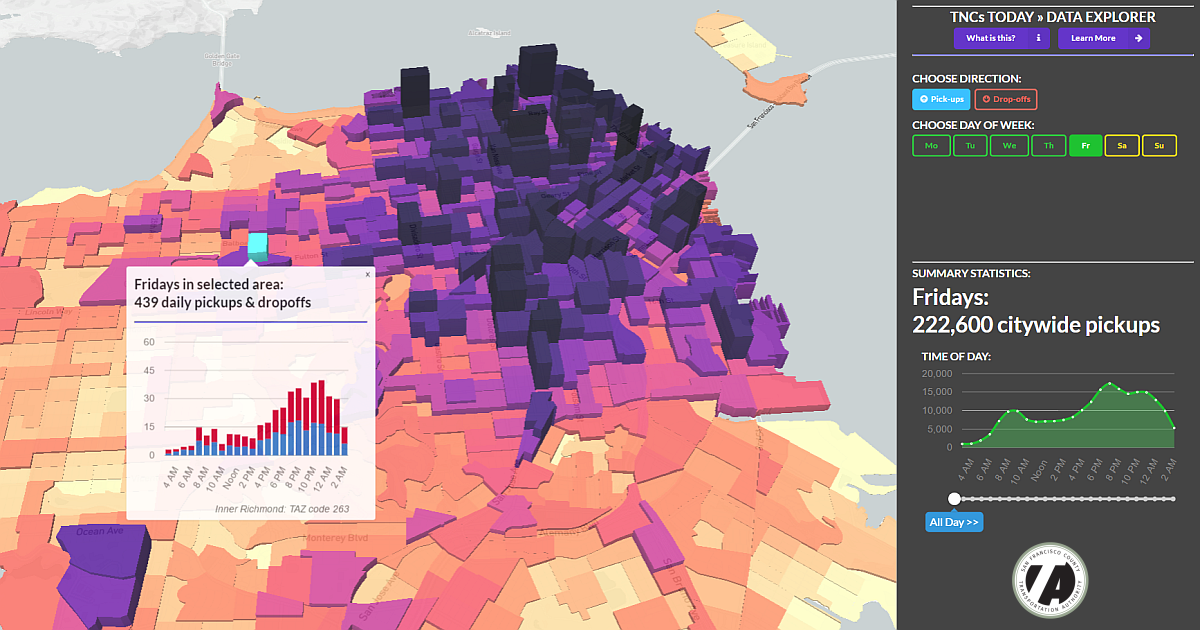 TNCs TODAY » DATA EXPLORER
What is this? i
Learn More →
CHOOSE DIRECTION:
Pick-ups
Drop-offs
CHOOSE DAY OF WEEK:
Mo Tu We Th Fr Sa Su
SUMMARY STATISTICS:
Fridays:
222,600 citywide pickups
TIME OF DAY:
20,000
15,000
10,000
5,000
0
4 AM 6 AM 8 AM 10 AM Noon 2 PM 4 PM 6 PM 8 PM 10 PM 12 AM 2 AM
All Day >>
SAN FRANCISCO COUNTY
TRANSPORTATION AUTHORITY
Golden Gate
Bridge
Alcatraz Island
San Francisco
Fulton St
Lincoln Way
x
Fridays in selected area:
439 daily pickups & dropoffs
60
45
30
15
0
4 AM 6 AM 8 AM 10 AM Noon 2 PM 4 PM 6 PM 8 PM 10 PM 12 AM 2 AM
Inner Richmond: TAZ code 263
Ocean Ave
Monterey Blvd
San Jose Ave